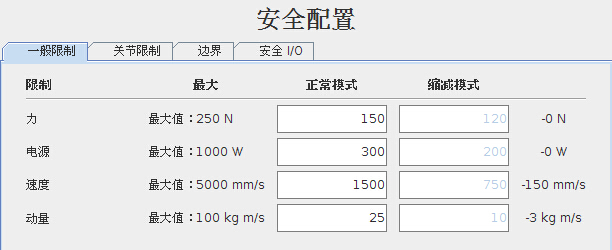 安全配置
一般限制 关节限制 边界 安全 I/O
限制 最大 正常模式 缩减模式
力 最大值：250 N 150 120 -0 N
电源 最大值：1000 W 300 200 -0 W
速度 最大值：5000 mm/s 1500 750 -150 mm/s
动量 最大值：100 kg m/s 25 10 -3 kg m/s